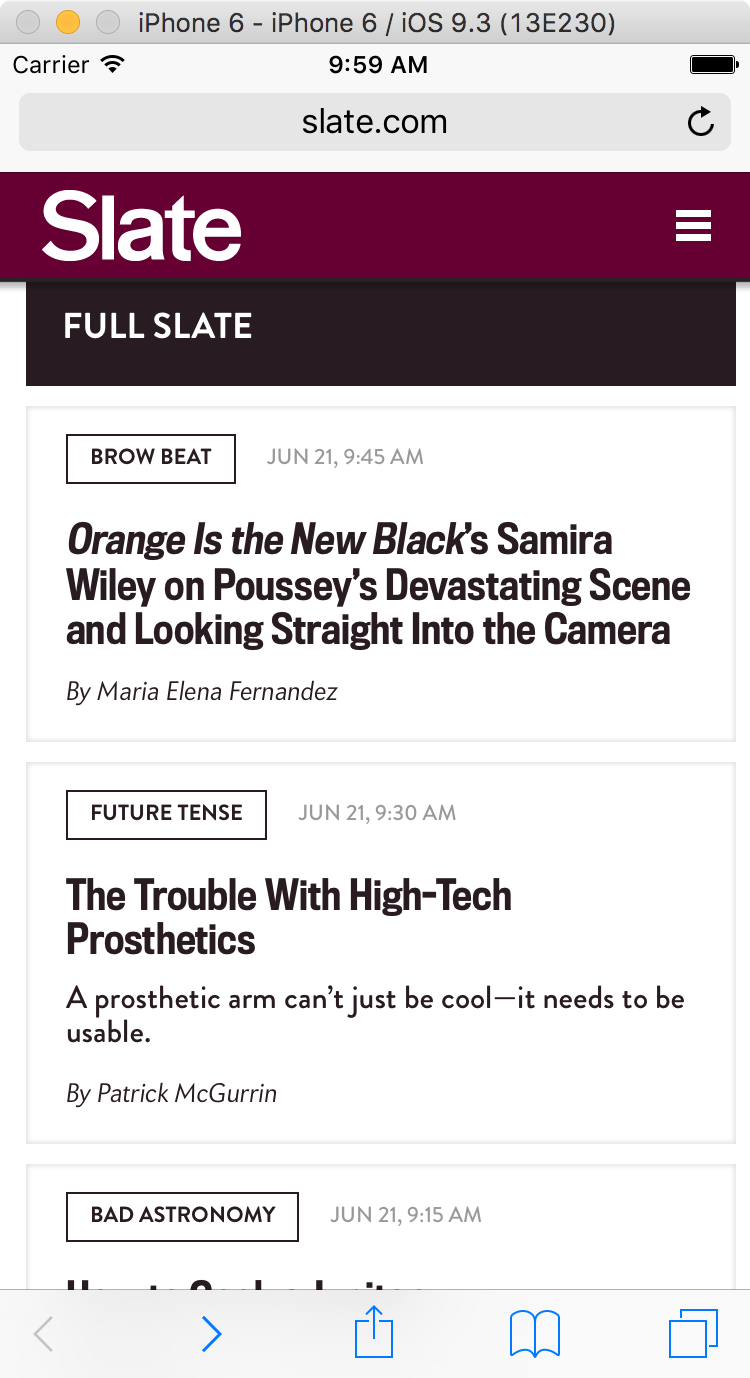 iPhone 6 - iPhone 6 / iOS 9.3 (13E230)
Carrier 9:59 AM
slate.com
Slate
FULL SLATE
BROW BEAT JUN 21, 9:45 AM
Orange Is the New Black’s Samira
Wiley on Poussey’s Devastating Scene
and Looking Straight Into the Camera
By Maria Elena Fernandez
FUTURE TENSE JUN 21, 9:30 AM
The Trouble With High-Tech
Prosthetics
A prosthetic arm can’t just be cool—it needs to be
usable.
By Patrick McGurrin
BAD ASTRONOMY JUN 21, 9:15 AM